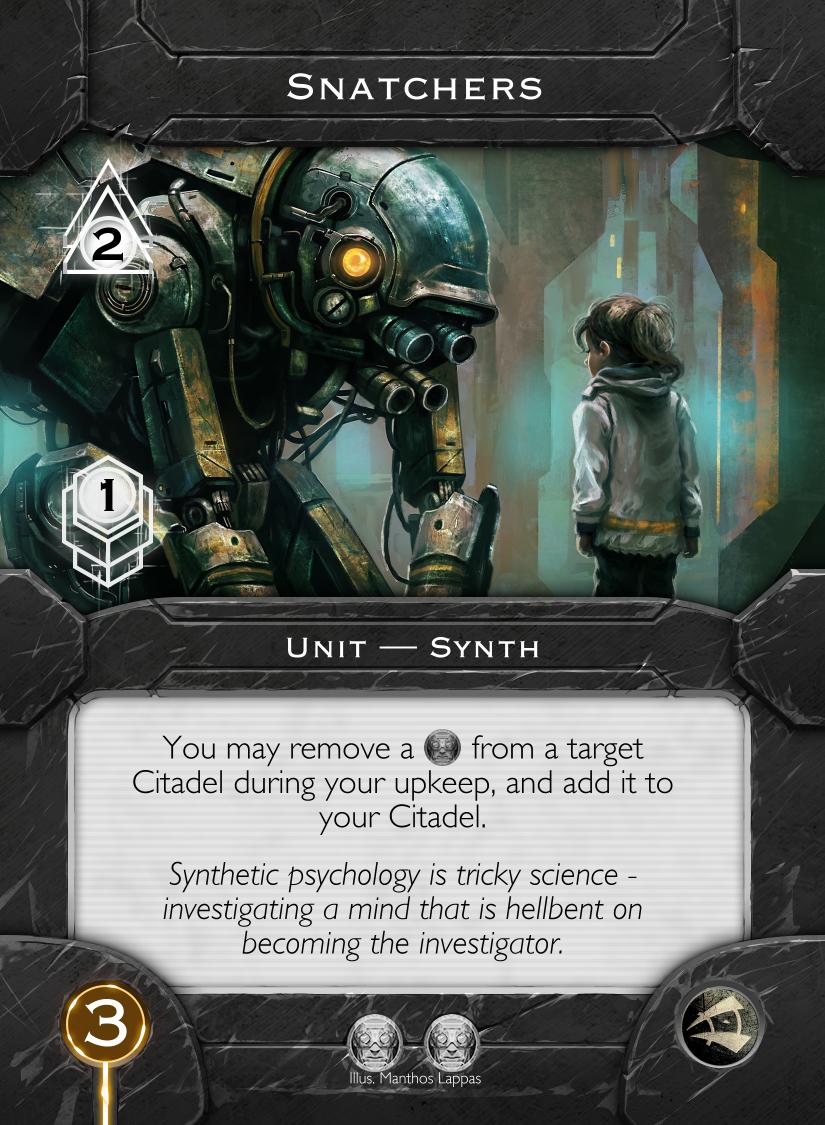 Snatchers
2
1
Unit — Synth
You may remove a from a target
Citadel during your upkeep, and add it to
your Citadel.
Synthetic psychology is tricky science -
investigating a mind that is hellbent on
becoming the investigator.
3
Illus. Manthos Lappas